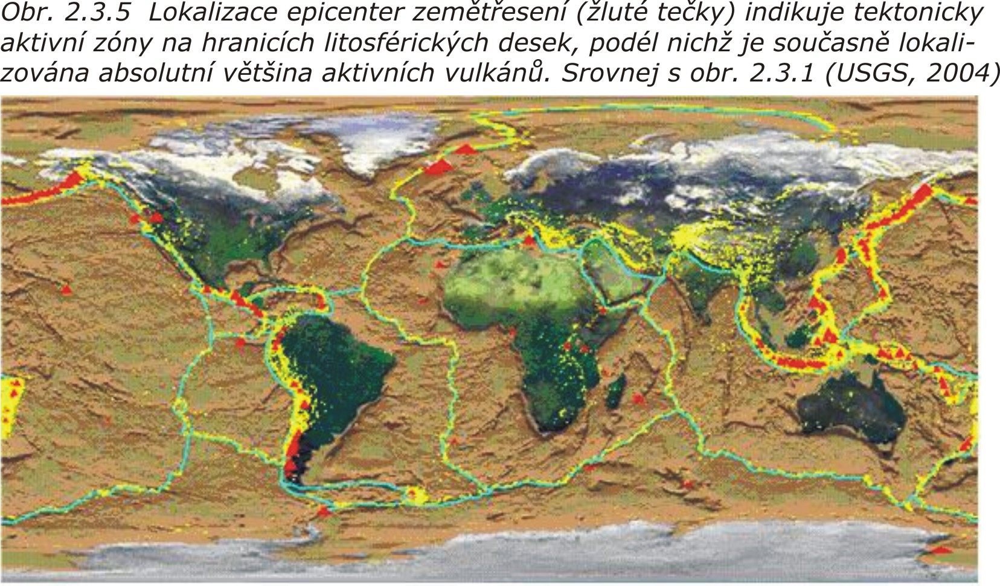 Obr. 2.3.5  Lokalizace epicenter zemětřesení (žluté tečky) indikuje tektonicky
aktivní zóny na hranicích litosférických desek, podél nichž je současně lokali-
zována absolutní většina aktivních vulkánů. Srovnej s obr. 2.3.1 (USGS, 2004)